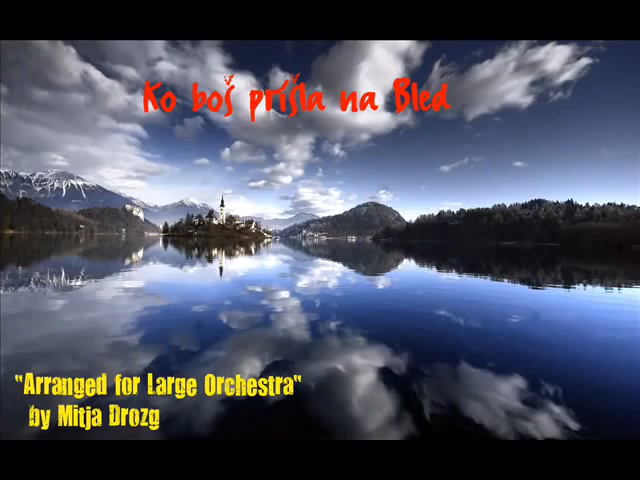 Ko boš prišla na Bled
"Arranged for Large Orchestra"
by Mitja Drozg